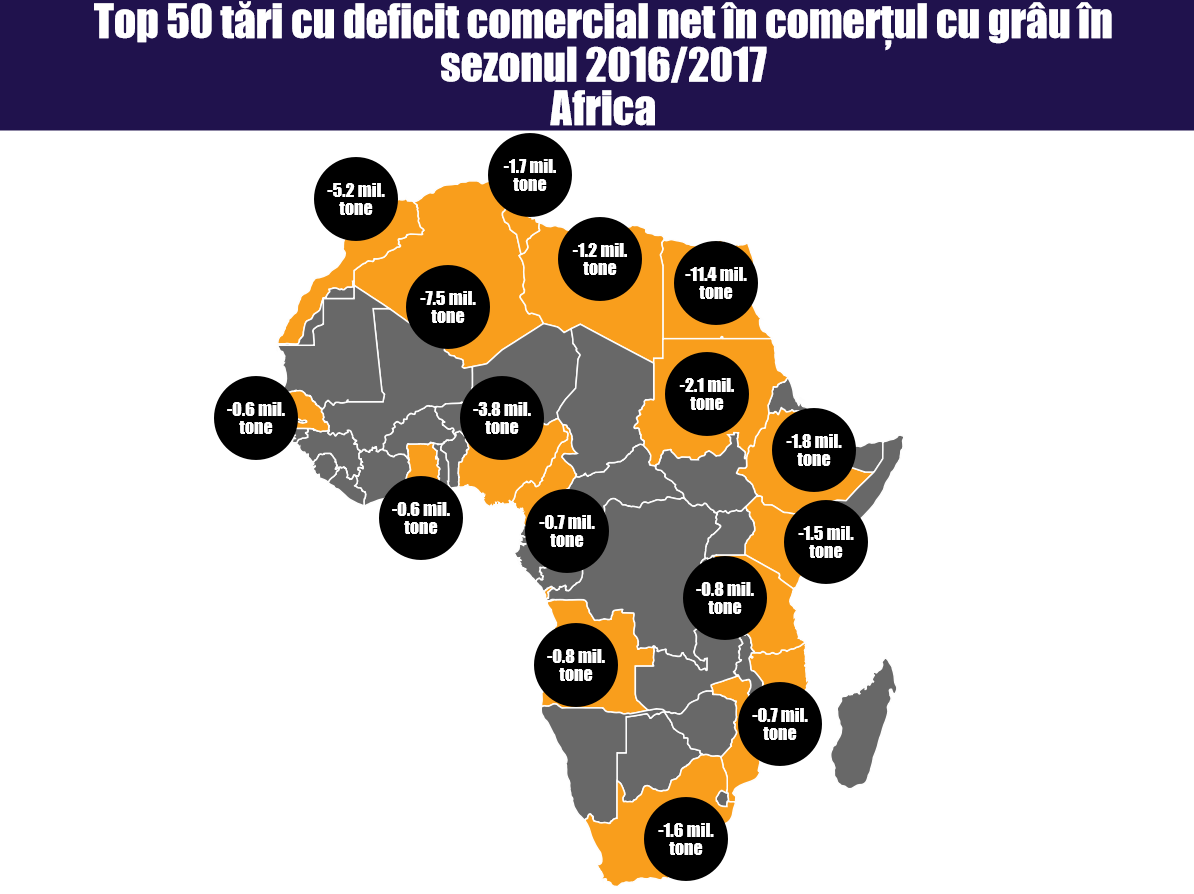 Top 50 tări cu deficit comercial net în comerțul cu grâu în
sezonul 2016/2017
Africa
-1.7 mil.
tone
-5.2 mil.
tone
-1.2 mil.
tone
-11.4 mil.
tone
-7.5 mil.
tone
-2.1 mil.
tone
-0.6 mil.
tone
-3.8 mil.
tone
-1.8 mil.
tone
-0.6 mil.
tone
-0.7 mil.
tone
-1.5 mil.
tone
-0.8 mil.
tone
-0.8 mil.
tone
-0.7 mil.
tone
-1.6 mil.
tone